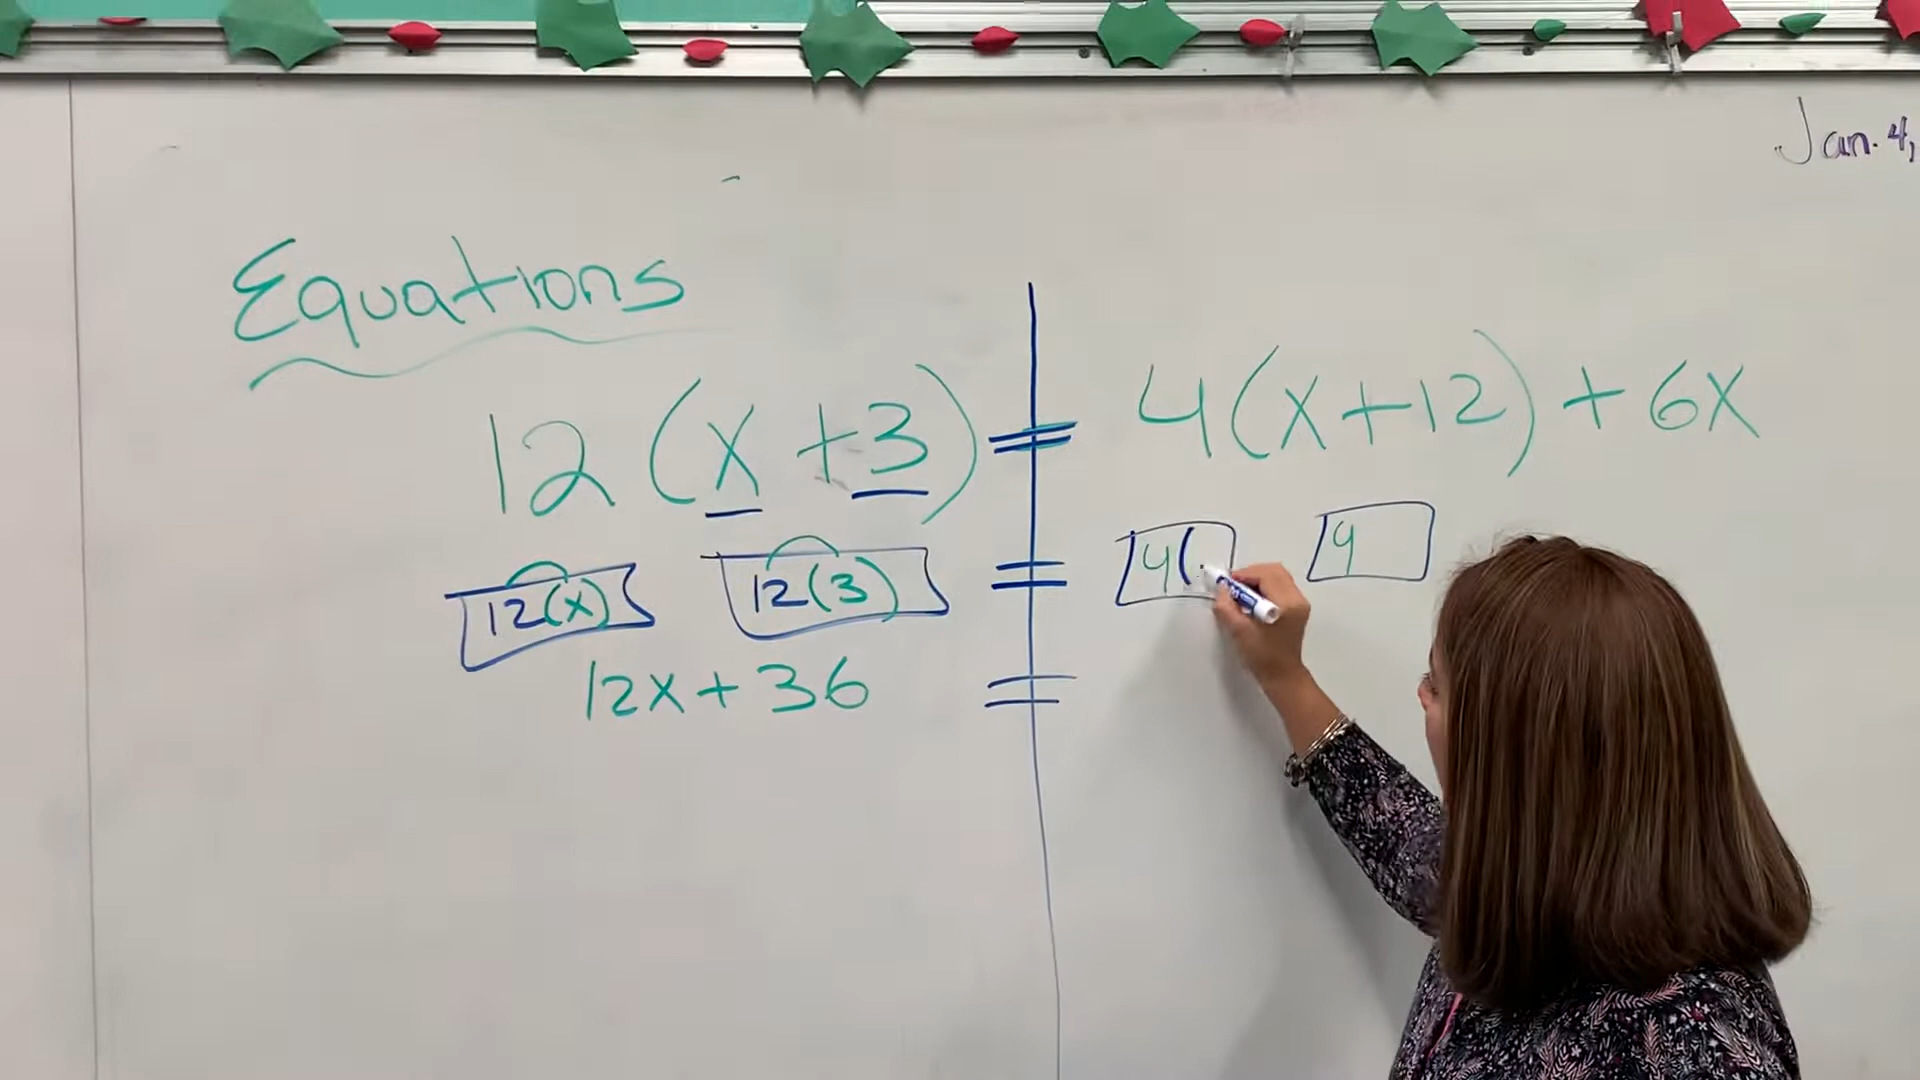 Jan. 4,
Equations
12 (x + 3) = 4(x+12) + 6x
12(x) 12(3) = 4( 4
12x + 36 =